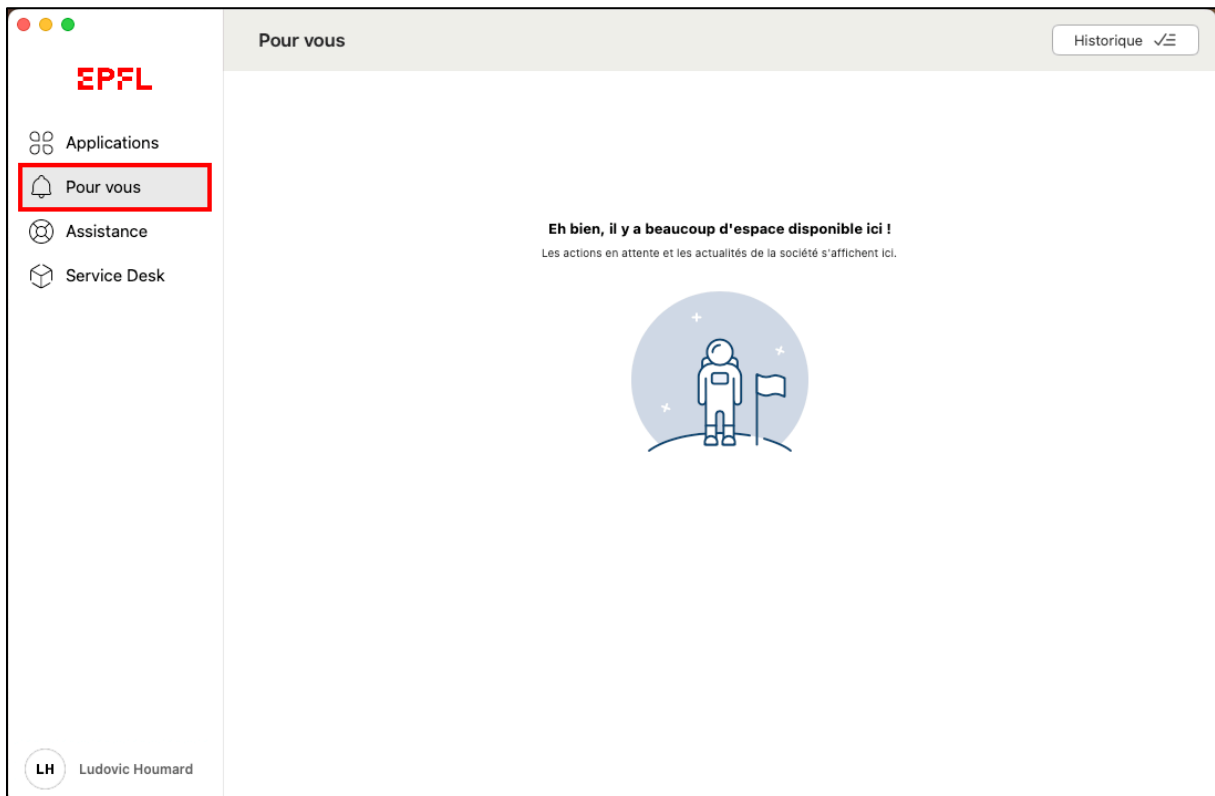 EPFL
Applications
Pour vous
Assistance
Service Desk
LH Ludovic Houmard
Pour vous
Historique
Eh bien, il y a beaucoup d'espace disponible ici !
Les actions en attente et les actualités de la société s'affichent ici.